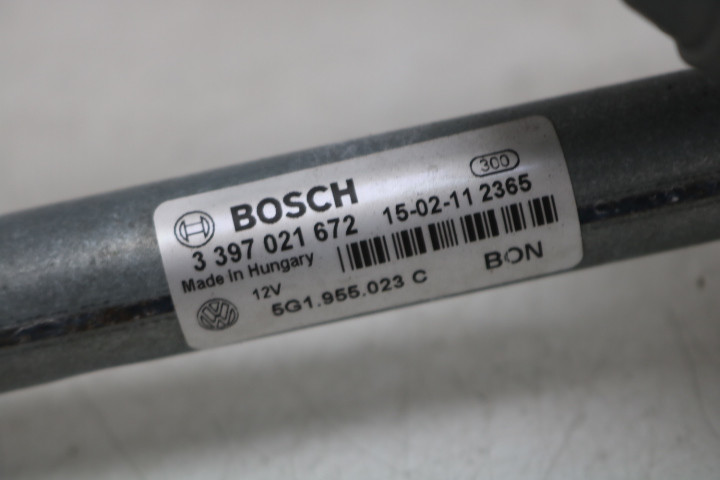 300
BOSCH
3 397 021 672 15-02-11 2365
Made in Hungary
12V
5G1.955.023 C BON